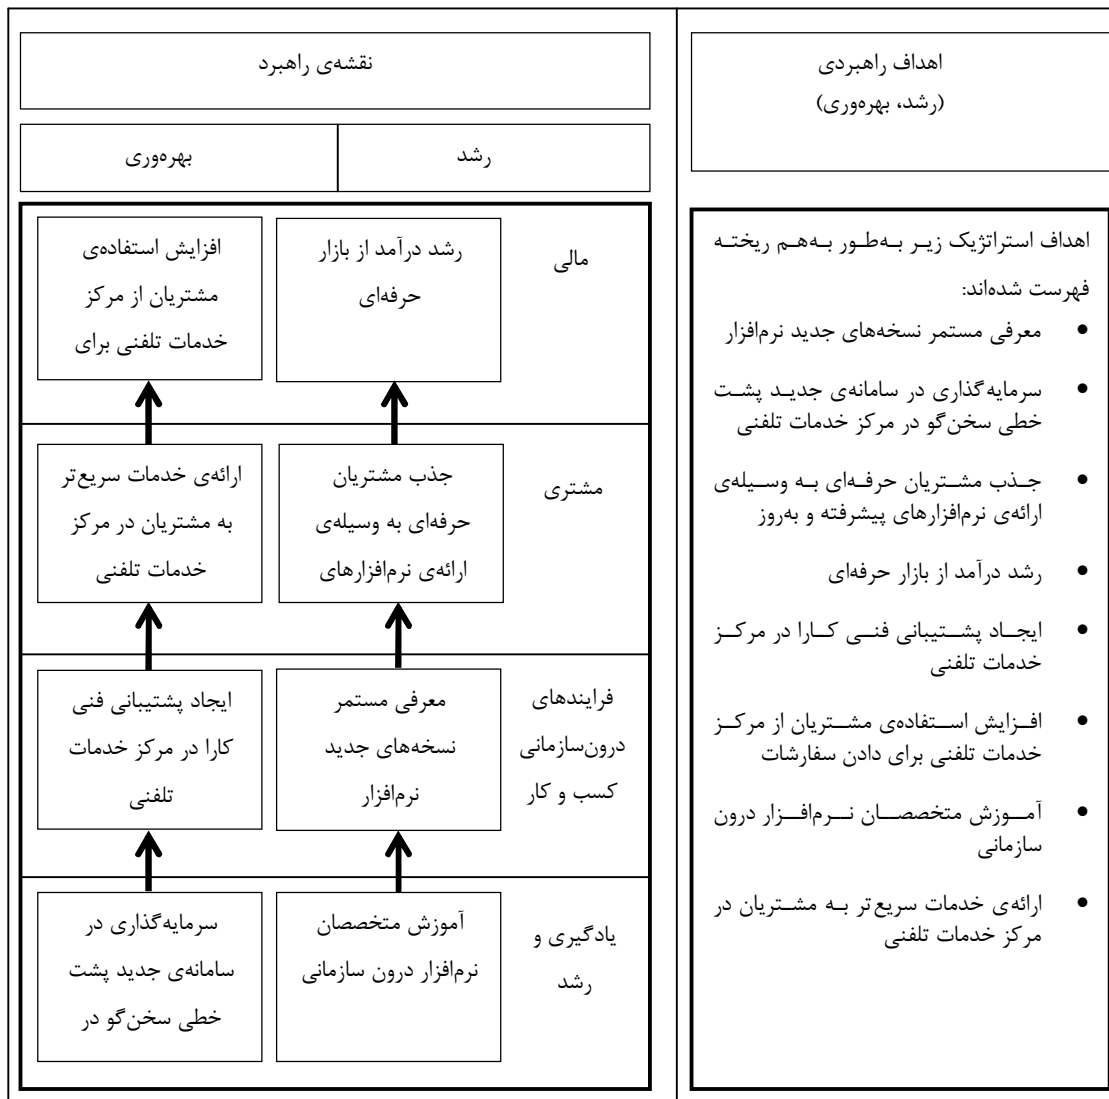 اهداف راهبردی
(رشد، بهره‌وری)
اهداف استراتژیک زیر به‌طور به‌هم ریخته
فهرست شده‌اند:
• معرفی مستمر نسخه‌های جدید نرم‌افزار
• سرمایه‌گذاری در سامانه‌ی جدید پشت
خطی سخن‌گو در مرکز خدمات تلفنی
• جذب مشتریان حرفه‌ای به وسیله‌ی
ارائه‌ی نرم‌افزارهای پیشرفته و به‌روز
• رشد درآمد از بازار حرفه‌ای
• ایجاد پشتیبانی فنی کارا در مرکز
خدمات تلفنی
• افزایش استفاده‌ی مشتریان از مرکز
خدمات تلفنی برای دادن سفارشات
• آموزش متخصصان نرم‌افزار درون
سازمانی
• ارائه‌ی خدمات سریع‌تر به مشتریان در
مرکز خدمات تلفنی
نقشه‌ی راهبرد
رشد
بهره‌وری
مالی
رشد درآمد از بازار
حرفه‌ای
افزایش استفاده‌ی
مشتریان از مرکز
خدمات تلفنی برای
مشتری
جذب مشتریان
حرفه‌ای به وسیله‌ی
ارائه‌ی نرم‌افزارهای
ارائه‌ی خدمات سریع‌تر
به مشتریان در مرکز
خدمات تلفنی
فرایندهای
درون‌سازمانی
کسب و کار
معرفی مستمر
نسخه‌های جدید
نرم‌افزار
ایجاد پشتیبانی فنی
کارا در مرکز خدمات
تلفنی
یادگیری و
رشد
آموزش متخصصان
نرم‌افزار درون سازمانی
سرمایه‌گذاری در
سامانه‌ی جدید پشت
خطی سخن‌گو در